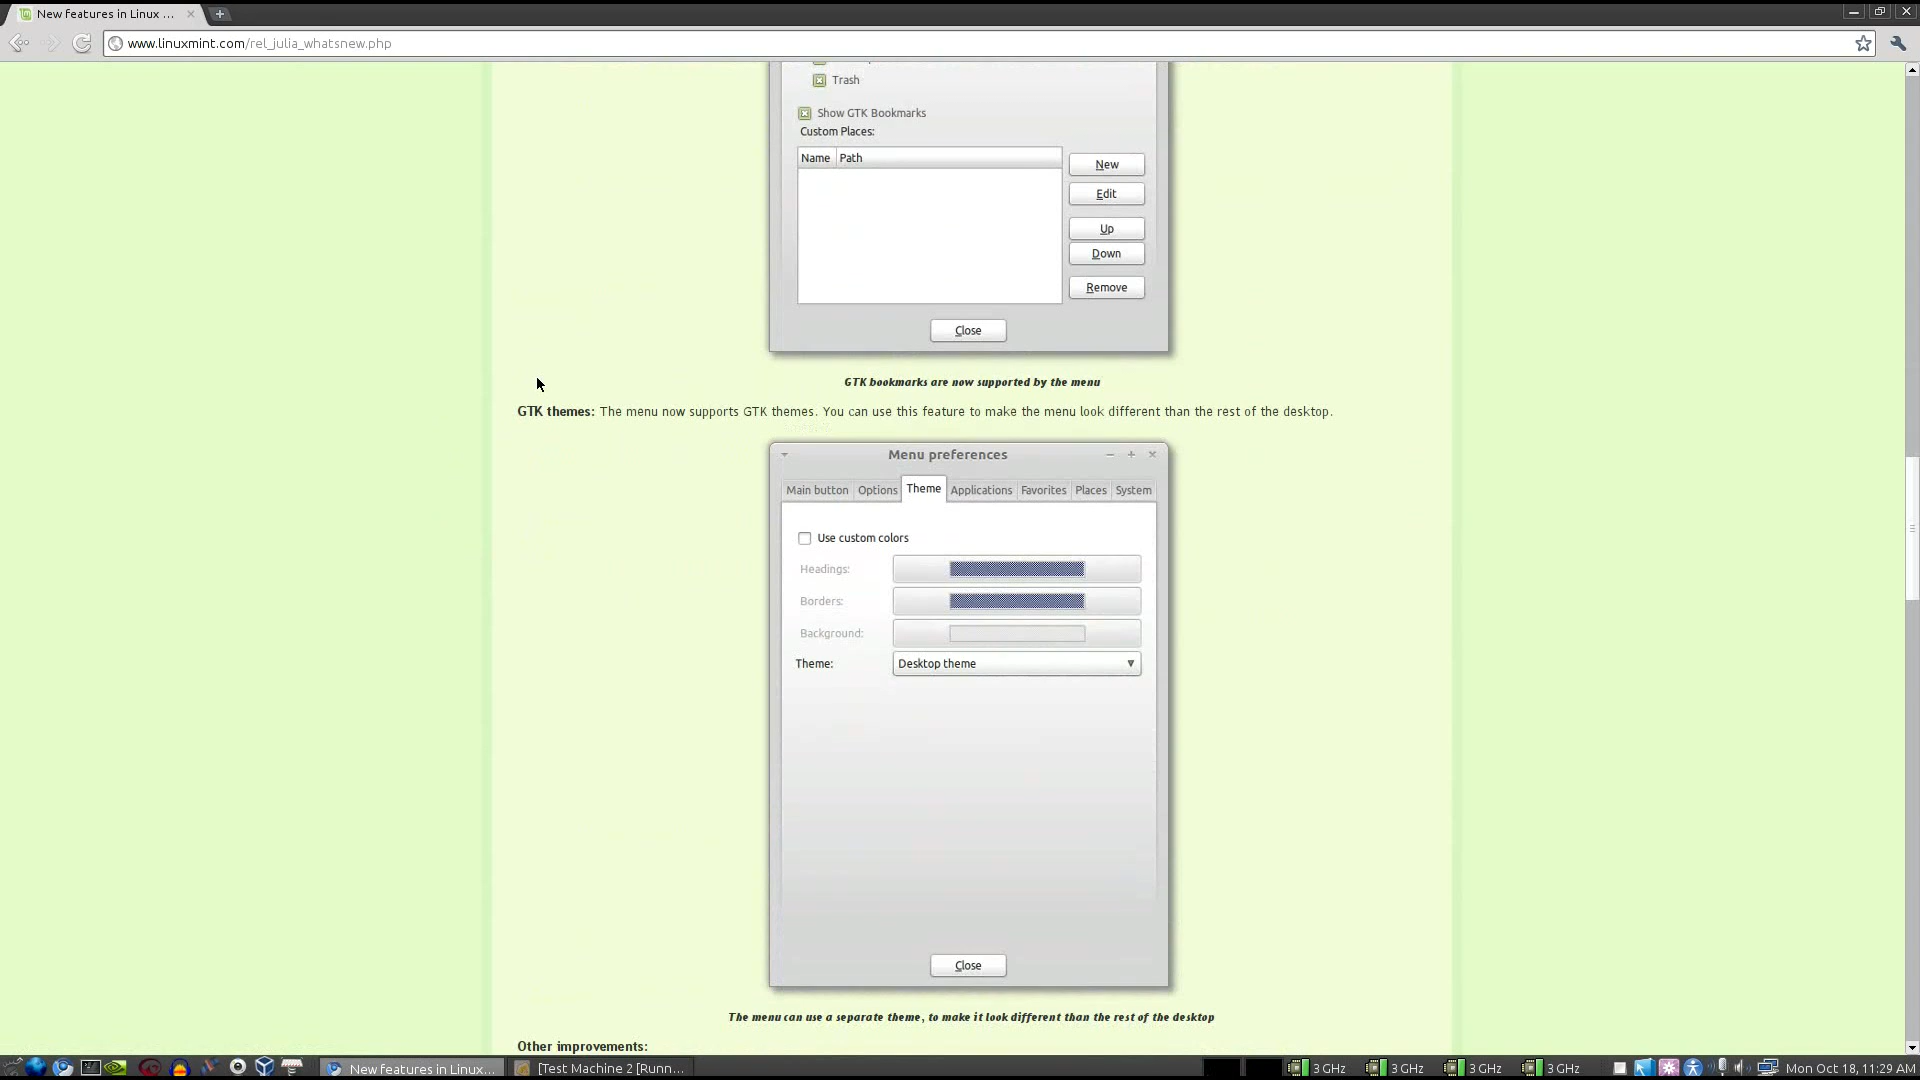 New features in Linux ...
www.linuxmint.com/rel_julia_whatsnew.php
Trash
Show GTK Bookmarks
Custom Places:
Name Path
New
Edit
Up
Down
Remove
Close
GTK bookmarks are now supported by the menu
GTK themes: The menu now supports GTK themes. You can use this feature to make the menu look different than the rest of the desktop.
Menu preferences
Main button Options Theme Applications Favorites Places System
Use custom colors
Headings:
Borders:
Background:
Theme: Desktop theme
Close
The menu can use a separate theme, to make it look different than the rest of the desktop
Other improvements:
New features in Linux... [Test Machine 2 [Runn... 3 GHz 3 GHz 3 GHz 3 GHz Mon Oct 18, 11:29 AM